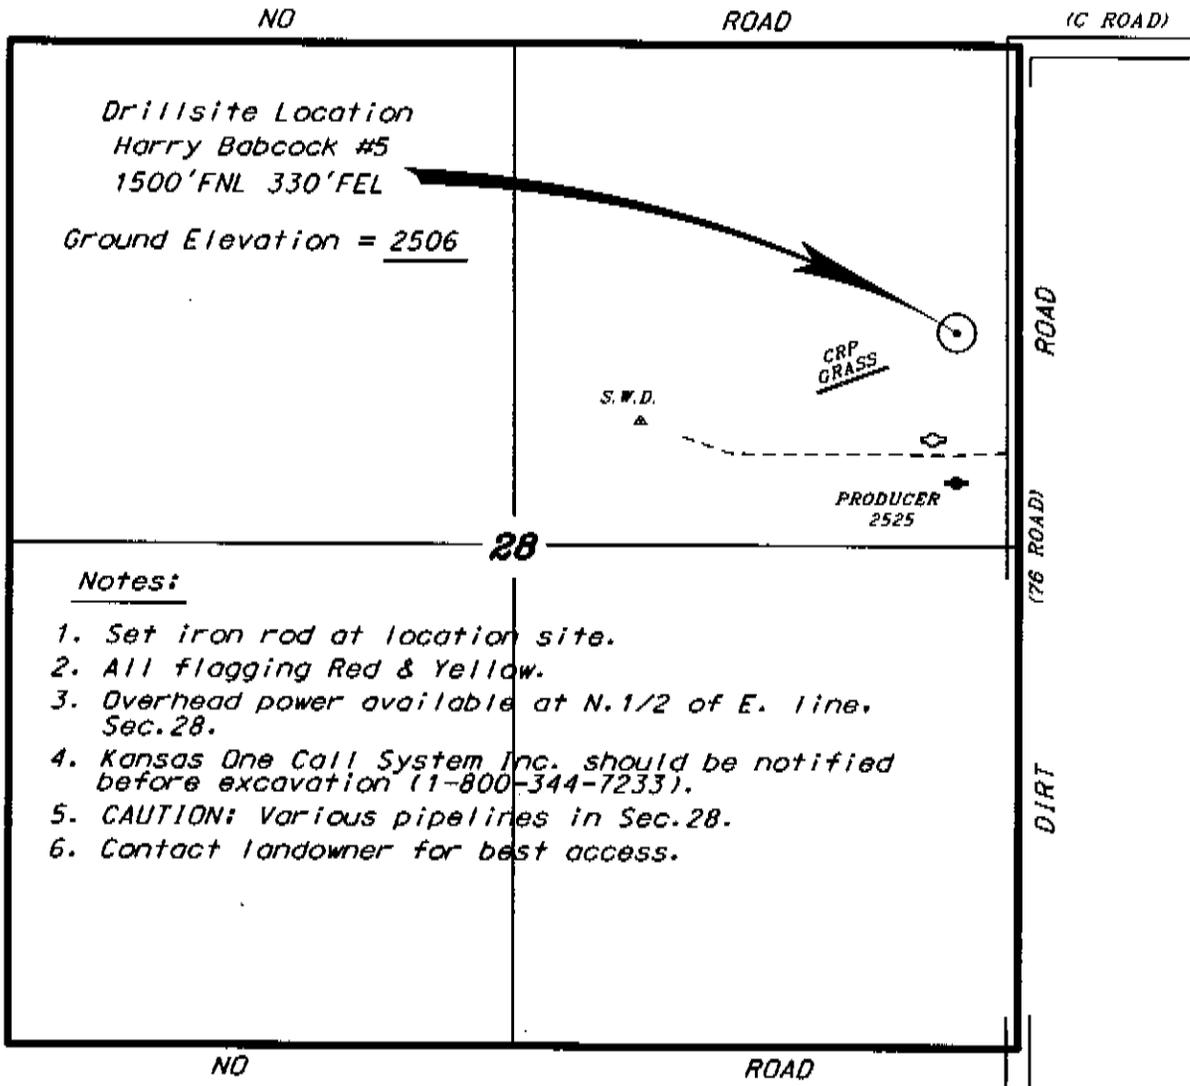 NO ROAD (C ROAD)
Drillsite Location
Harry Babcock #5
1500'FNL 330'FEL
Ground Elevation = 2506
ROAD
CRP
GRASS
S.W.D.
PRODUCER
2525
28
(76 ROAD)
Notes:
1. Set iron rod at location site.
2. All flagging Red & Yellow.
3. Overhead power available at N.1/2 of E. line,
Sec.28.
4. Kansas One Call System Inc. should be notified
before excavation (1-800-344-7233).
5. CAUTION: Various pipelines in Sec.28.
6. Contact landowner for best access.
DIRT
NO ROAD